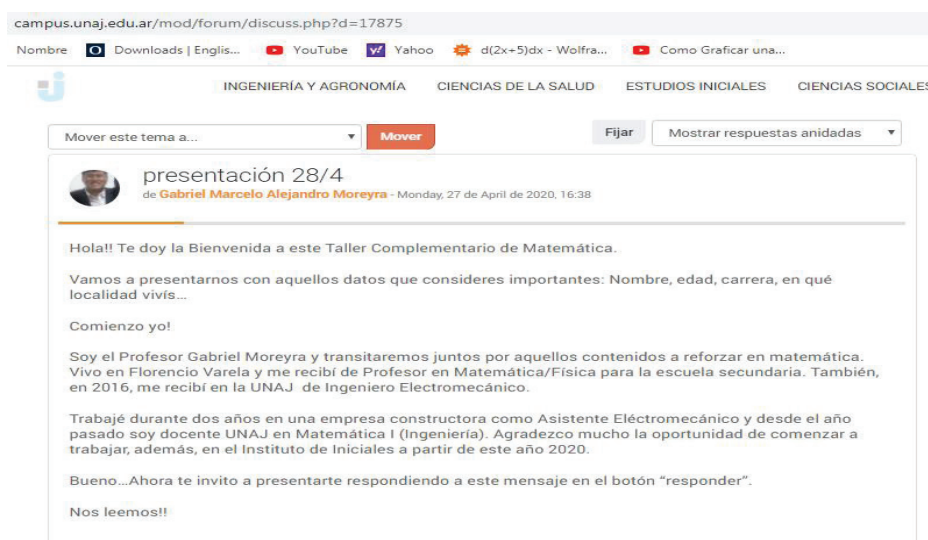 campus.unaj.edu.ar/mod/forum/discuss.php?d=17875
Nombre Downloads | Englis... YouTube Yahoo d(2x+5)dx - Wolfra... Como Graficar una...
INGENIERÍA Y AGRONOMÍA CIENCIAS DE LA SALUD ESTUDIOS INICIALES CIENCIAS SOCIALES
Mover este tema a... Mover Fijar Mostrar respuestas anidadas
presentación 28/4
de Gabriel Marcelo Alejandro Moreyra - Monday, 27 de April de 2020, 16:38
Hola!! Te doy la Bienvenida a este Taller Complementario de Matemática.
Vamos a presentarnos con aquellos datos que consideres importantes: Nombre, edad, carrera, en qué
localidad vivís...
Comienzo yo!
Soy el Profesor Gabriel Moreyra y transitaremos juntos por aquellos contenidos a reforzar en matemática.
Vivo en Florencio Varela y me recibí de Profesor en Matemática/Física para la escuela secundaria. También,
en 2016, me recibí en la UNAJ de Ingeniero Electromecánico.
Trabajé durante dos años en una empresa constructora como Asistente Eléctromecánico y desde el año
pasado soy docente UNAJ en Matemática I (Ingeniería). Agradezco mucho la oportunidad de comenzar a
trabajar, además, en el Instituto de Iniciales a partir de este año 2020.
Bueno...Ahora te invito a presentarte respondiendo a este mensaje en el botón “responder”.
Nos leemos!!